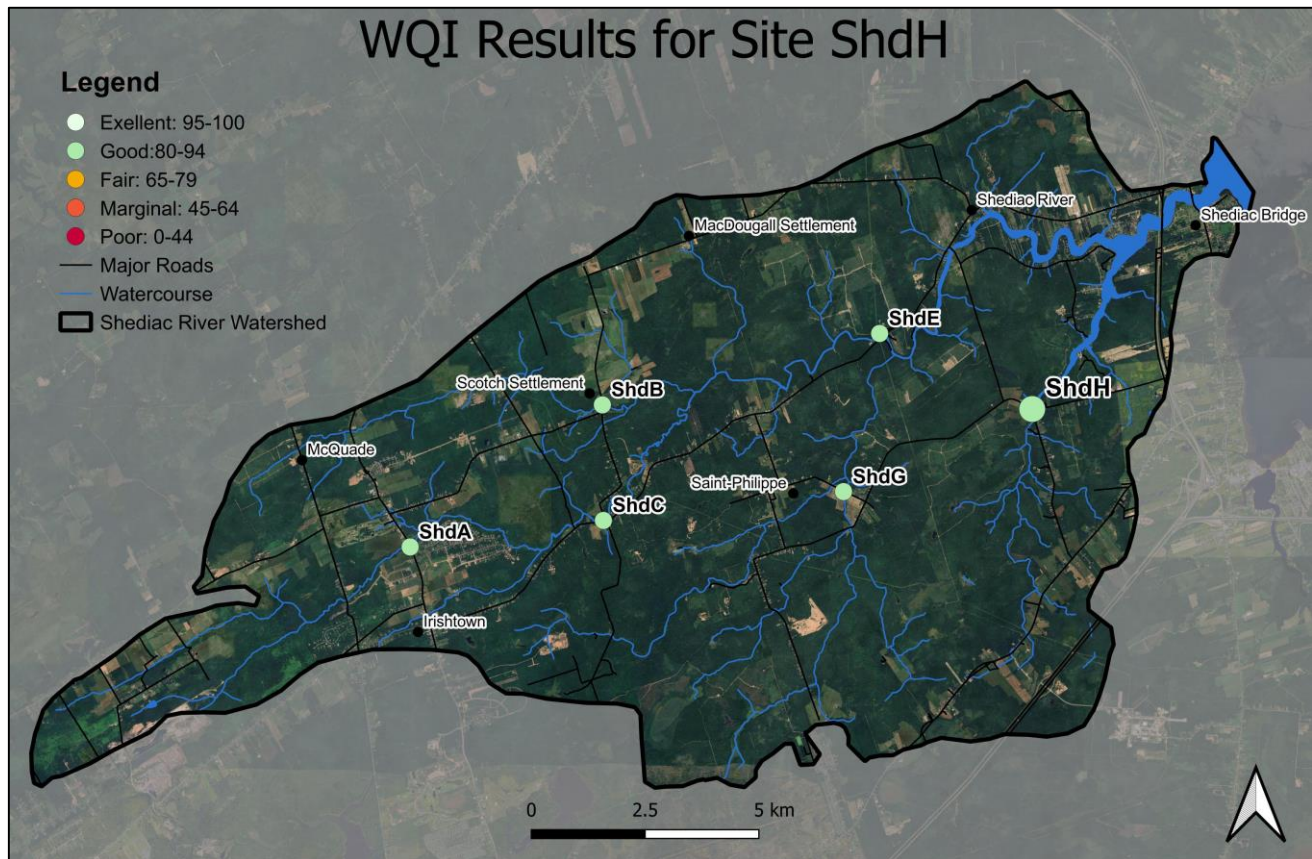 WQI Results for Site ShdH
Legend
Exellent: 95-100
Good:80-94
Fair: 65-79
Marginal: 45-64
Poor: 0-44
Major Roads
Watercourse
Shediac River Watershed
Shediac River
Shediac Bridge
MacDougall Settlement
ShdE
Scotch Settlement
ShdB
ShdH
McQuade
Saint-Philippe
ShdG
ShdC
ShdA
Irishtown
0 2.5 5 km